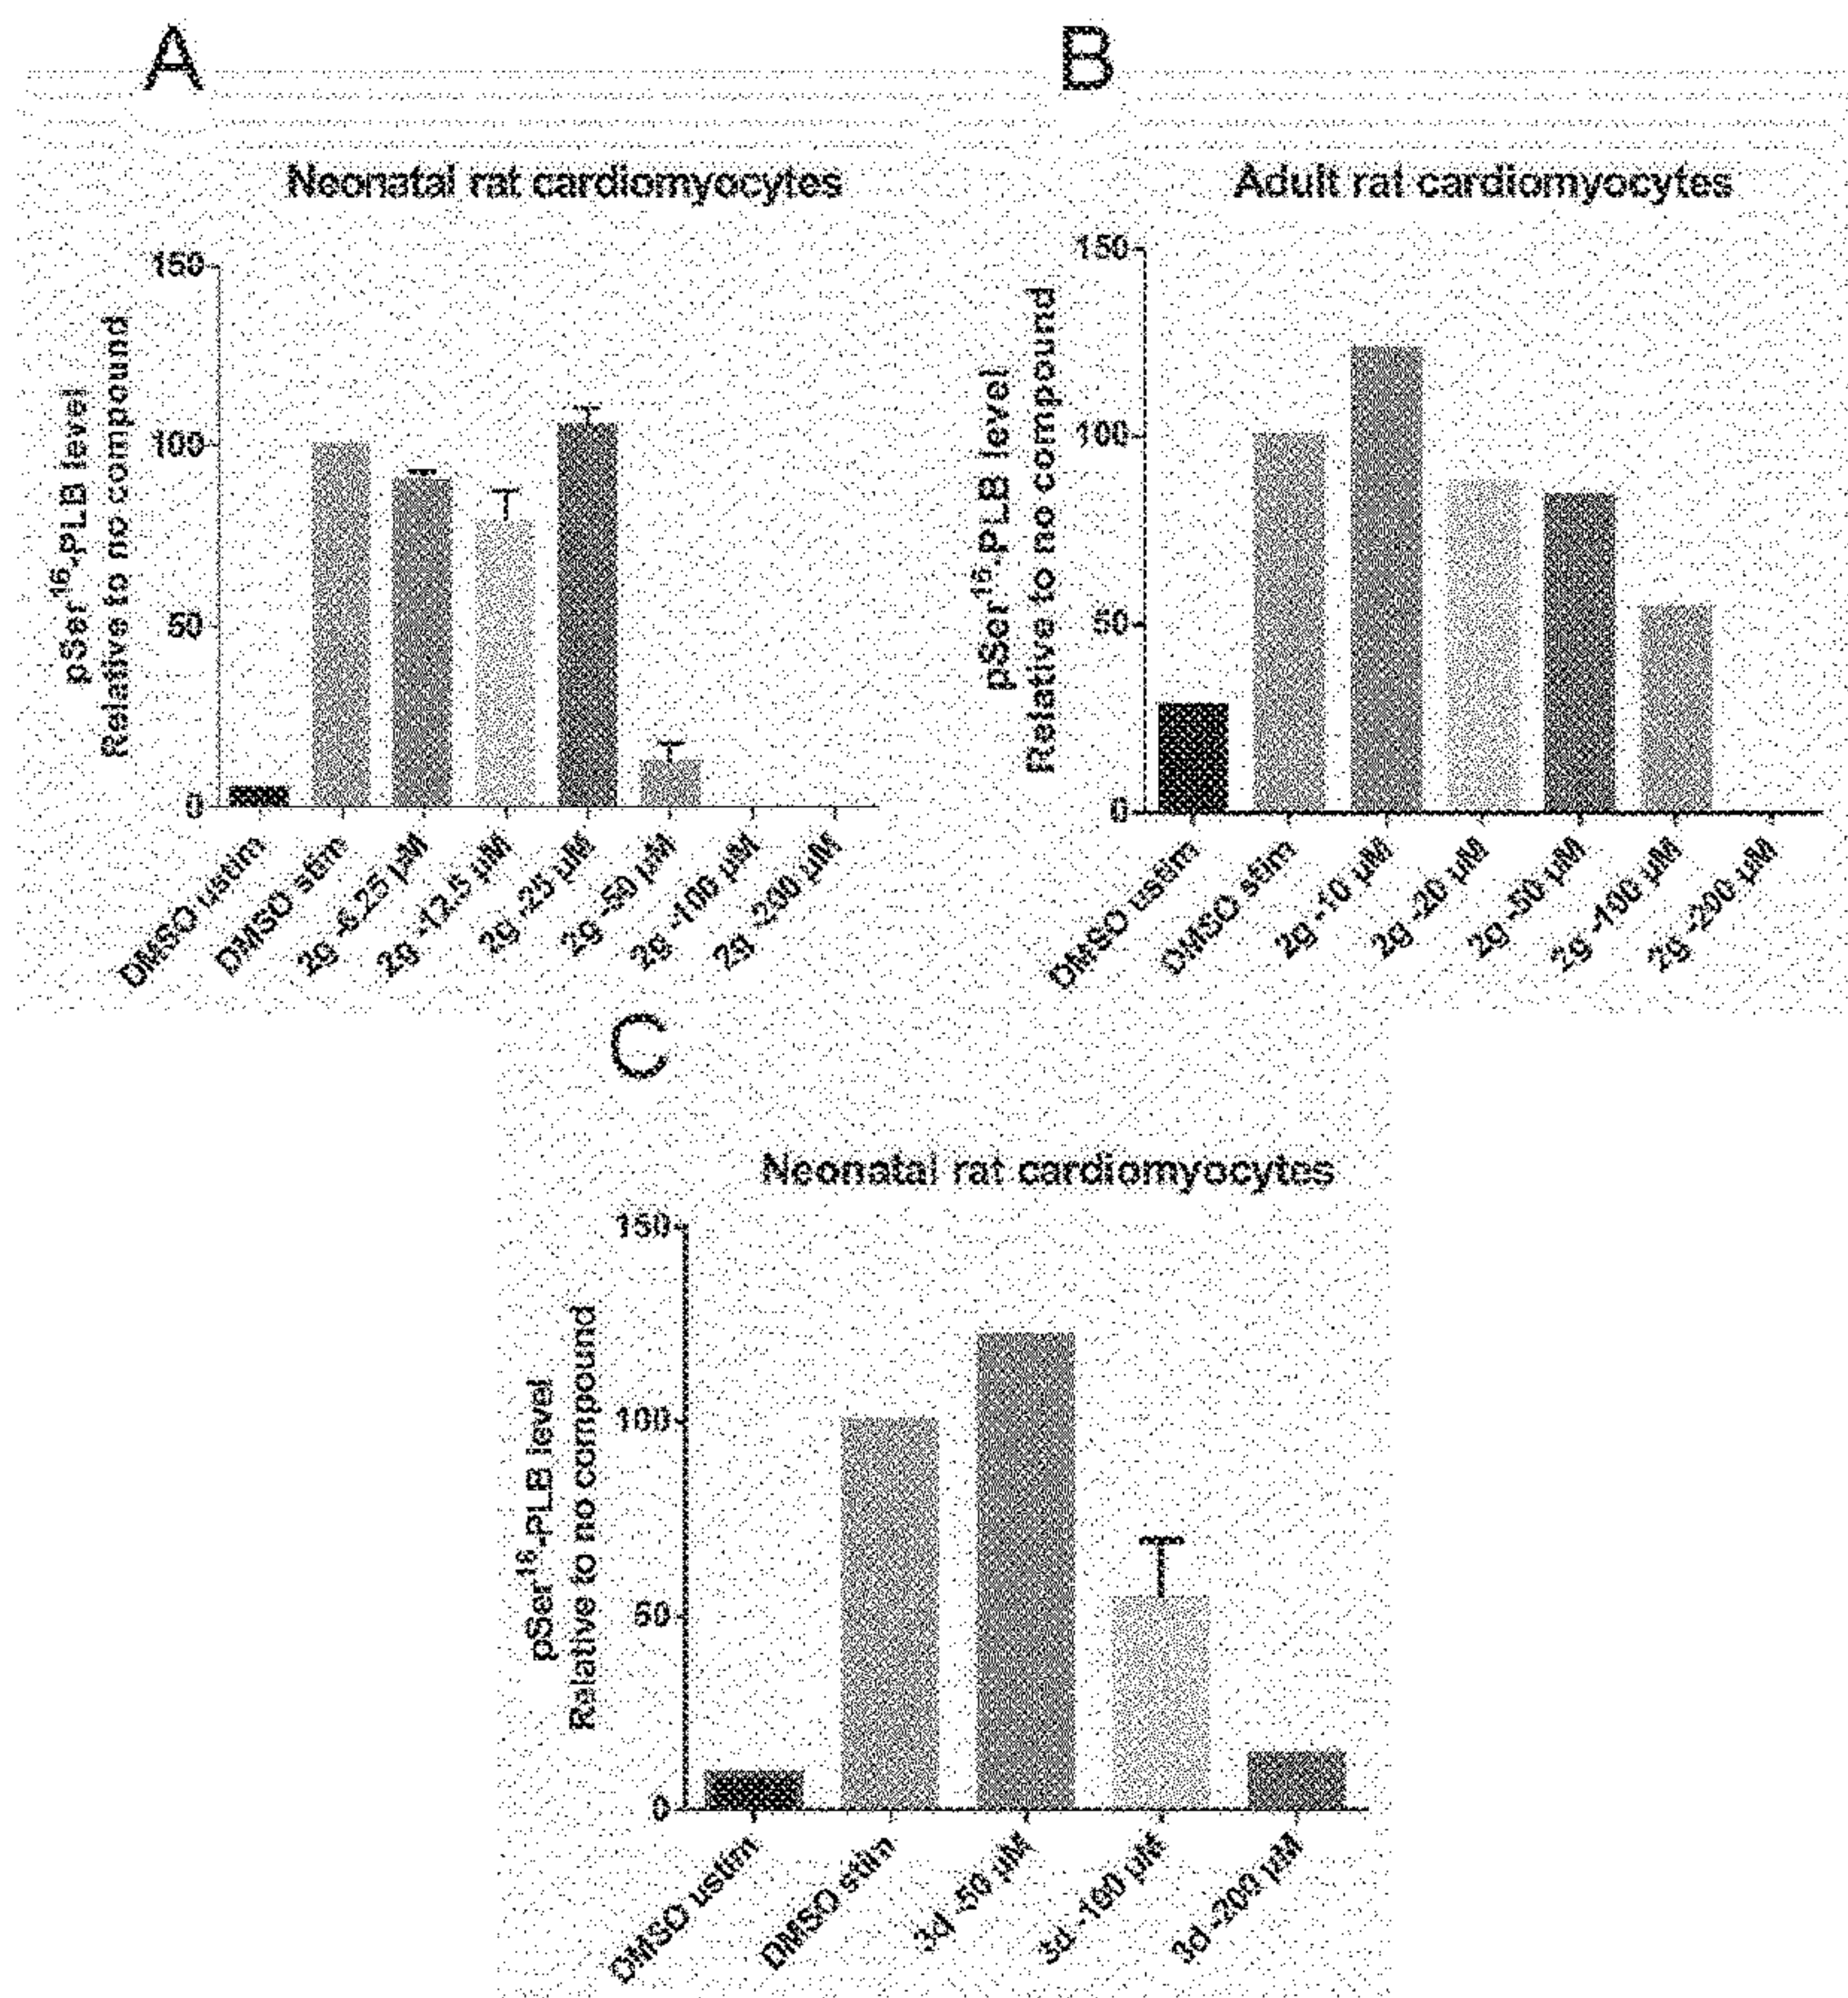 A
Neonatal rat cardiomyocytes
pSer16-PLB level
Relative to no compound
150
100
50
0
DMSO ustim
DMSO stim
2g -6.25 µM
2g -12.5 µM
2g -25 µM
2g -50 µM
2g -100 µM
2g -200 µM
B
Adult rat cardiomyocytes
pSer16-PLB level
Relative to no compound
150
100
50
0
DMSO ustim
DMSO stim
2g -10 µM
2g -20 µM
2g -50 µM
2g -100 µM
2g -200 µM
C
Neonatal rat cardiomyocytes
pSer16-PLB level
Relative to no compound
150
100
50
0
DMSO ustim
DMSO stim
3d -50 µM
3d -100 µM
3d -200 µM